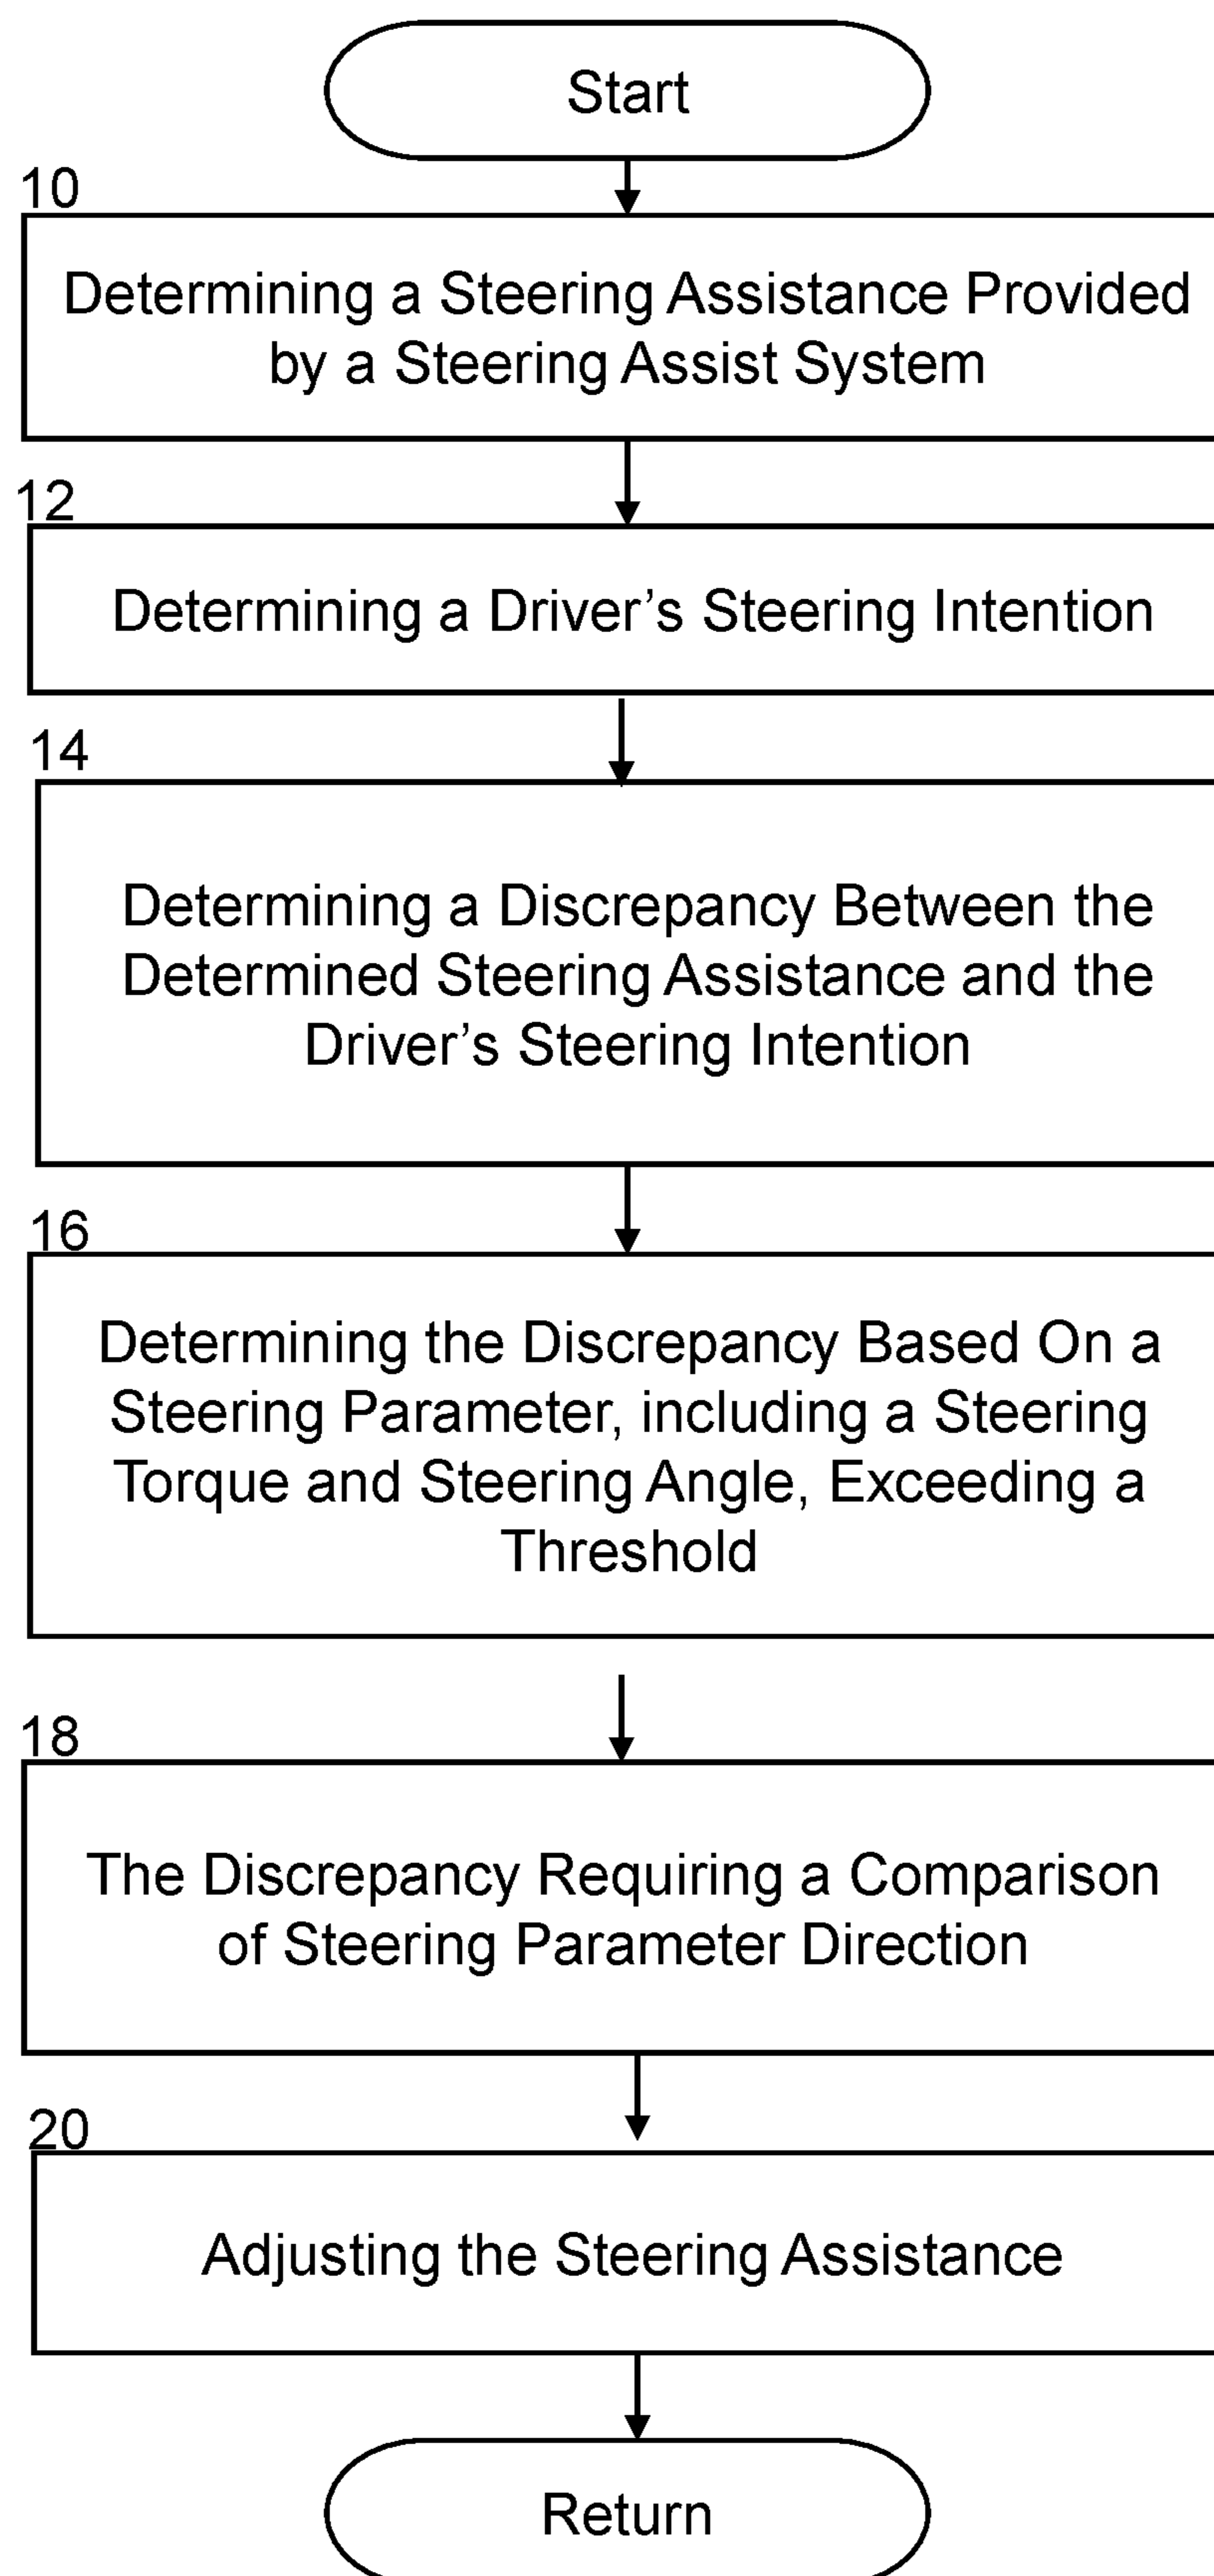 Start
10
Determining a Steering Assistance Provided
by a Steering Assist System
12
Determining a Driver’s Steering Intention
14
Determining a Discrepancy Between the
Determined Steering Assistance and the
Driver’s Steering Intention
16
Determining the Discrepancy Based On a
Steering Parameter, including a Steering
Torque and Steering Angle, Exceeding a
Threshold
18
The Discrepancy Requiring a Comparison
of Steering Parameter Direction
20
Adjusting the Steering Assistance
Return